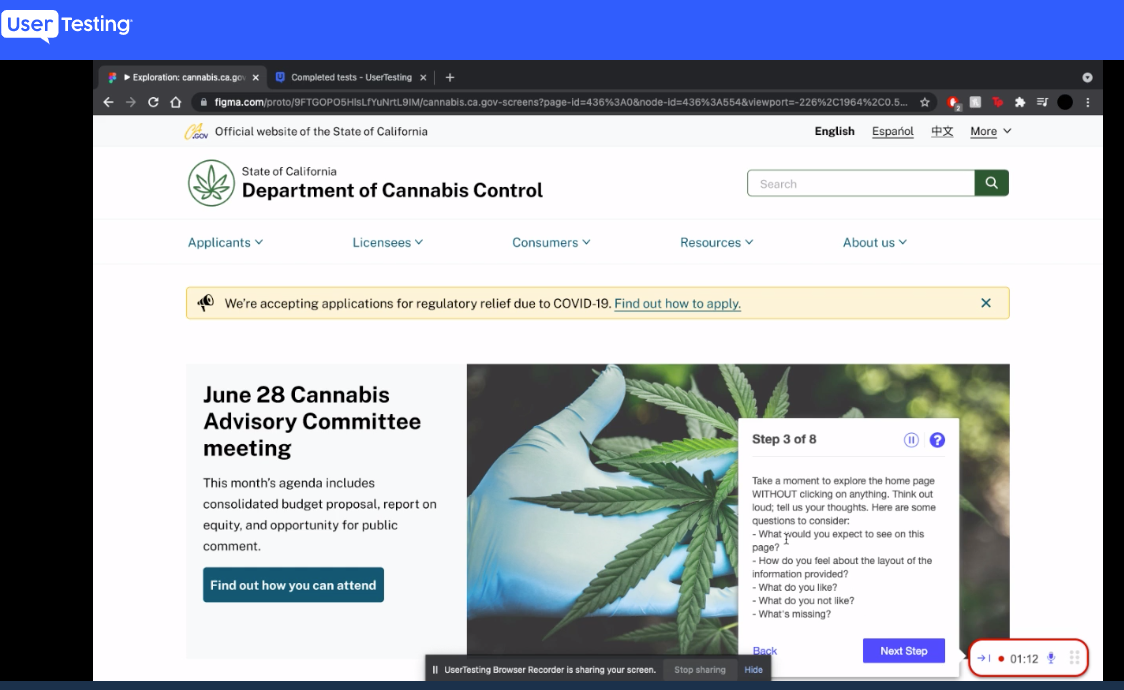 UserTesting
Exploration: cannabis.ca.gov
Completed tests - UserTesting
figma.com/proto/9FTGOPO5HIsLfYuNrtL9IM/cannabis.ca.gov-screens?page-id=436%3A0&node-id=436%3A554&viewport=-226%2C1964%2C0.5...
2
CA.GOV Official website of the State of California
English Español 中文 More
State of California
Department of Cannabis Control
Search
Applicants Licensees Consumers Resources About us
We're accepting applications for regulatory relief due to COVID-19. Find out how to apply.
June 28 Cannabis
Advisory Committee
meeting
This month's agenda includes
consolidated budget proposal, report on
equity, and opportunity for public
comment.
Find out how you can attend
Step 3 of 8
?
Take a moment to explore the home page
WITHOUT clicking on anything. Think out
loud; tell us your thoughts. Here are some
questions to consider:
- What would you expect to see on this
page?
- How do you feel about the layout of the
information provided?
- What do you like?
- What do you not like?
- What's missing?
Back
Next Step
01:12
UserTesting Browser Recorder is sharing your screen.
Stop sharing
Hide